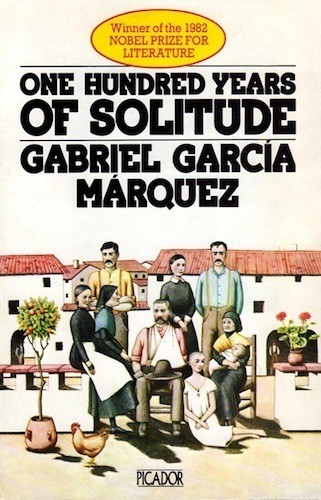 Winner of the 1982
NOBEL PRIZE FOR
LITERATURE
ONE HUNDRED YEARS
OF SOLITUDE
GABRIEL GARCÍA
MÁRQUEZ
PICADOR